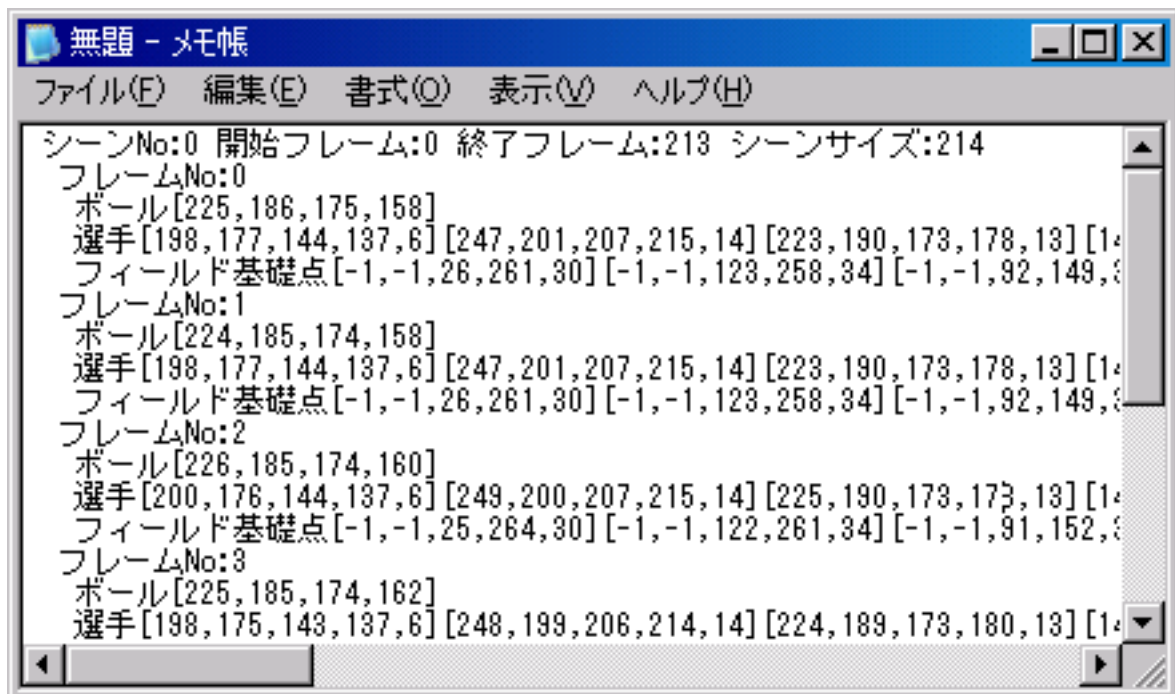 無題 - メモ帳
ファイル(F) 編集(E) 書式(O) 表示(V) ヘルプ(H)
シーンNo:0 開始フレーム:0 終了フレーム:213 シーンサイズ:214
フレームNo:0
ボール[225,186,175,158]
選手[198,177,144,137,6][247,201,207,215,14][223,190,173,178,13][14
フィールド基礎点[-1,-1,26,261,30][-1,-1,123,258,34][-1,-1,92,149,
フレームNo:1
ボール[224,185,174,158]
選手[198,177,144,137,6][247,201,207,215,14][223,190,173,178,13][14
フィールド基礎点[-1,-1,26,261,30][-1,-1,123,258,34][-1,-1,92,149,
フレームNo:2
ボール[226,185,174,160]
選手[200,176,144,137,6][249,200,207,215,14][225,190,173,173,13][14
フィールド基礎点[-1,-1,25,264,30][-1,-1,122,261,34][-1,-1,91,152,
フレームNo:3
ボール[225,185,174,162]
選手[198,175,143,137,6][248,199,206,214,14][224,189,173,180,13][14